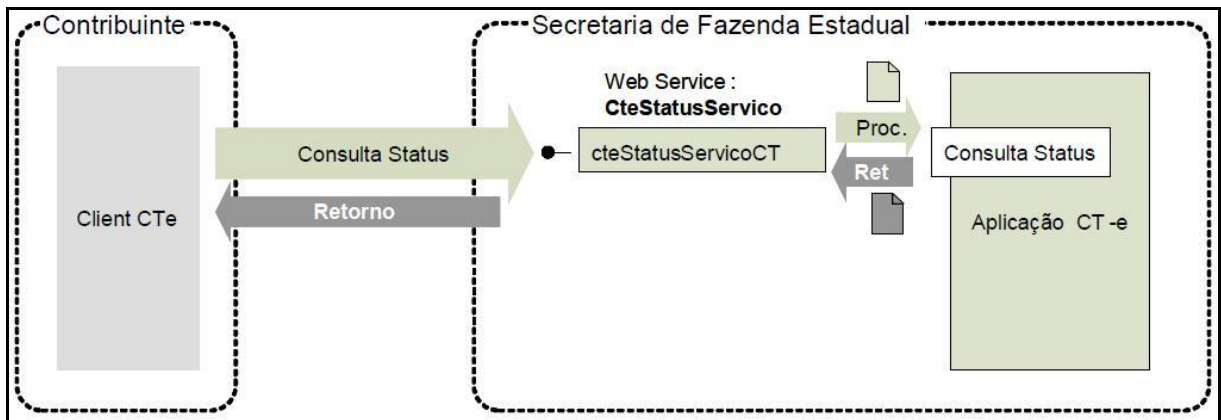 Contribuinte
Secretaria de Fazenda Estadual
Web Service :
CteStatusServico
Proc.
Consulta Status
cteStatusServicoCT
Consulta Status
Ret
Retorno
Client CTe
Aplicação CT -e